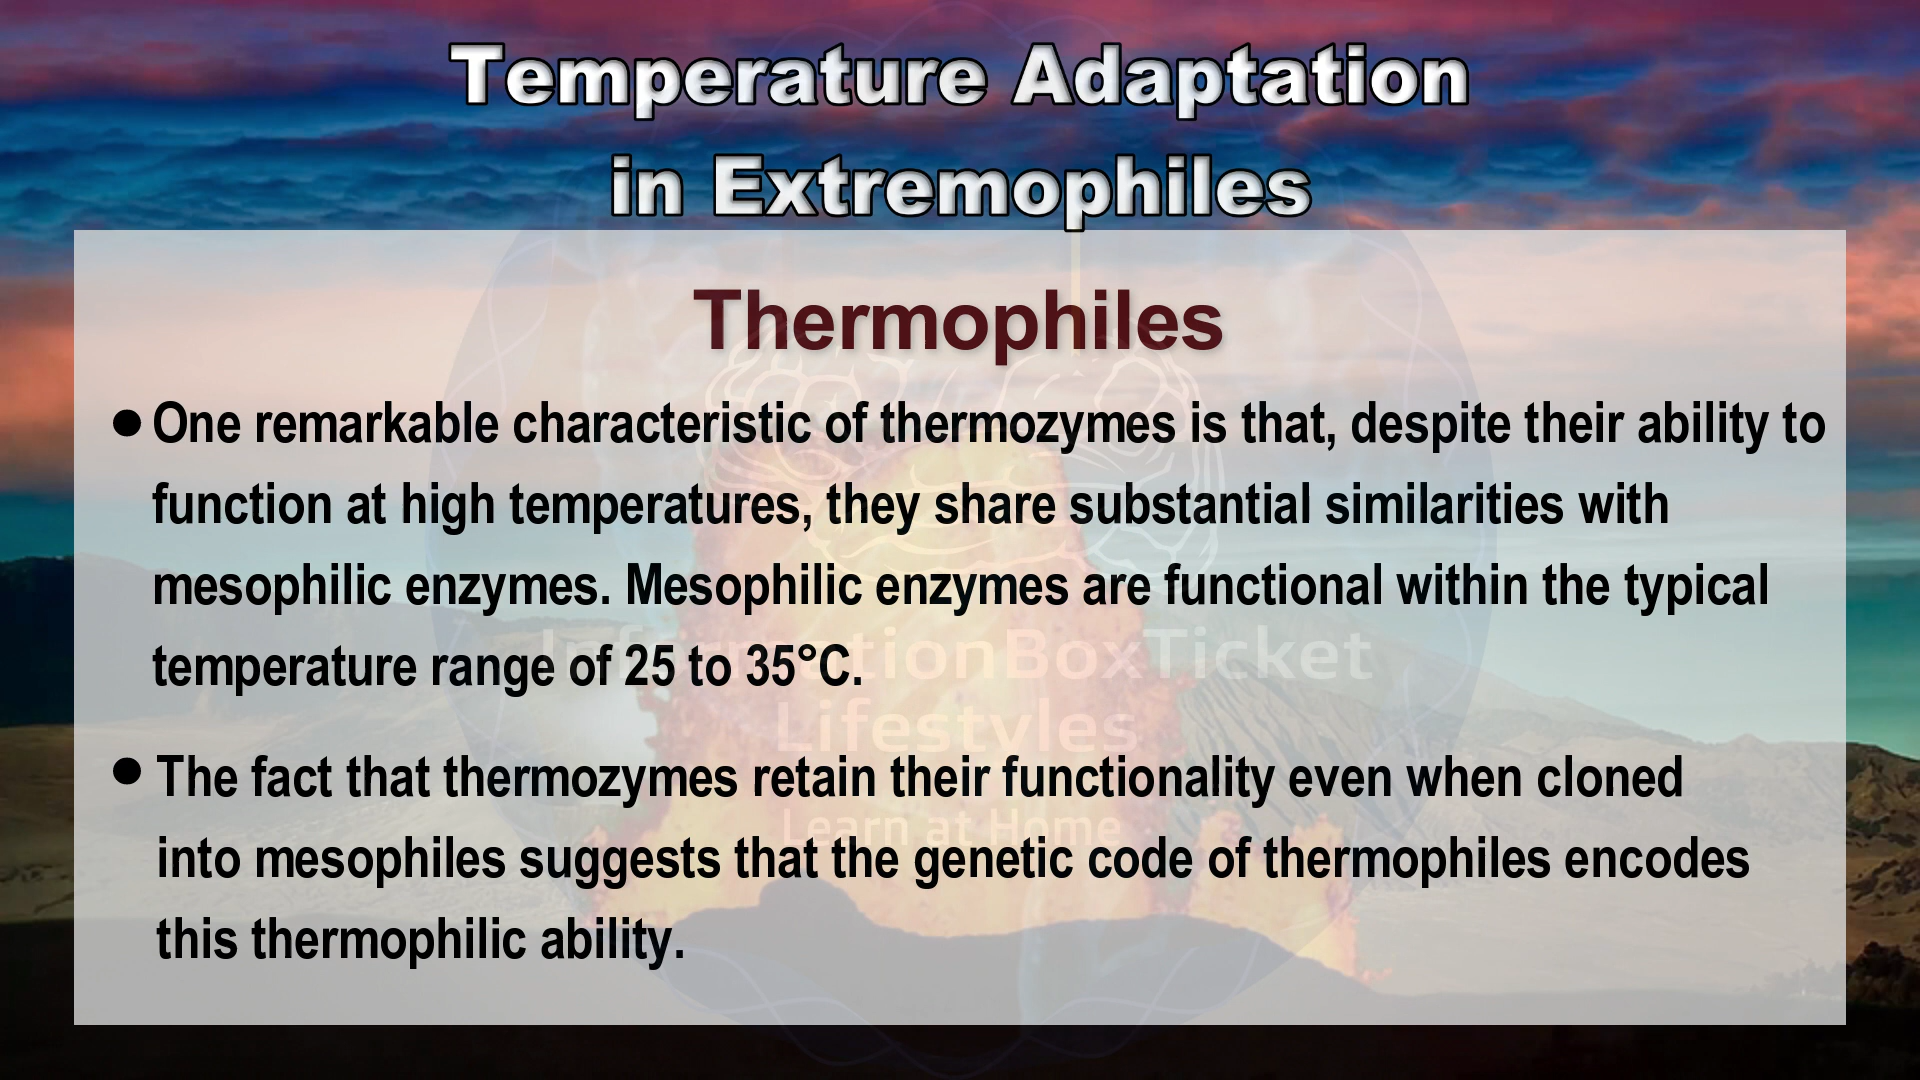 Temperature Adaptation
in Extremophiles
Thermophiles
● One remarkable characteristic of thermozymes is that, despite their ability to
function at high temperatures, they share substantial similarities with
mesophilic enzymes. Mesophilic enzymes are functional within the typical
temperature range of 25 to 35°C.
● The fact that thermozymes retain their functionality even when cloned
into mesophiles suggests that the genetic code of thermophiles encodes
this thermophilic ability.
InformationBoxTicket
Lifestyles
Learn at Home